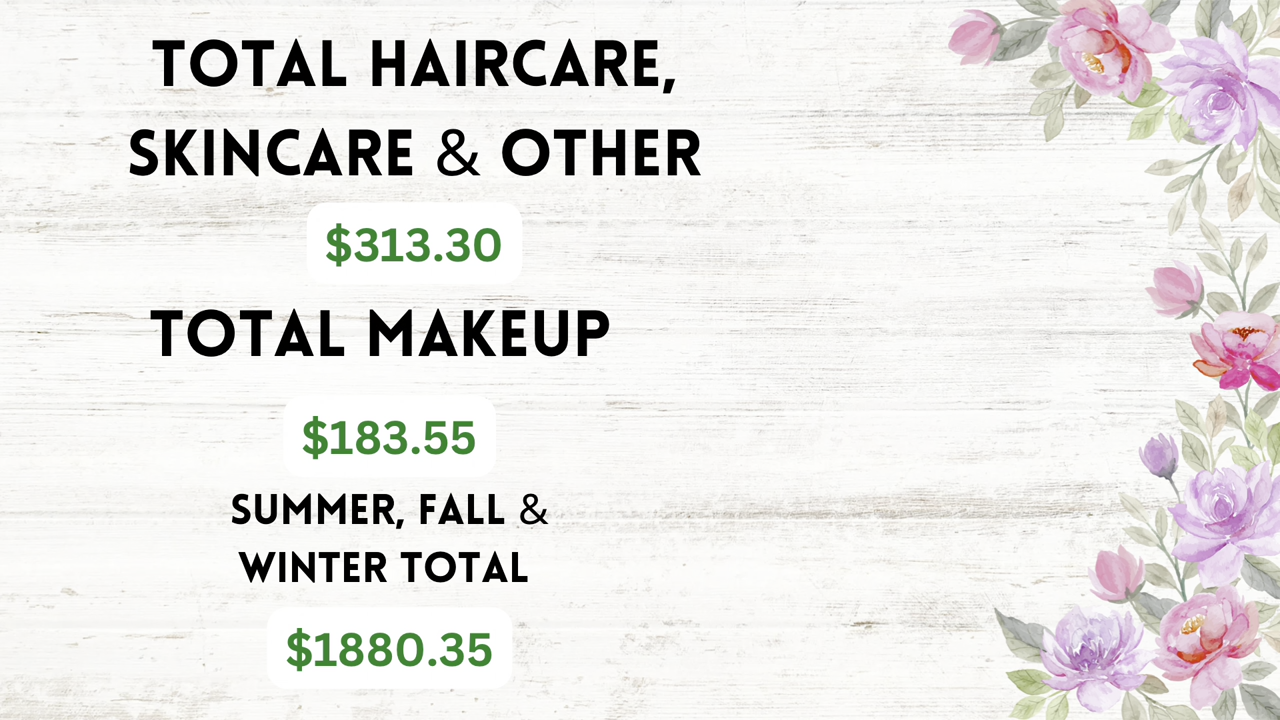 TOTAL HAIRCARE,
SKINCARE & OTHER
$313.30
TOTAL MAKEUP
$183.55
SUMMER, FALL &
WINTER TOTAL
$1880.35